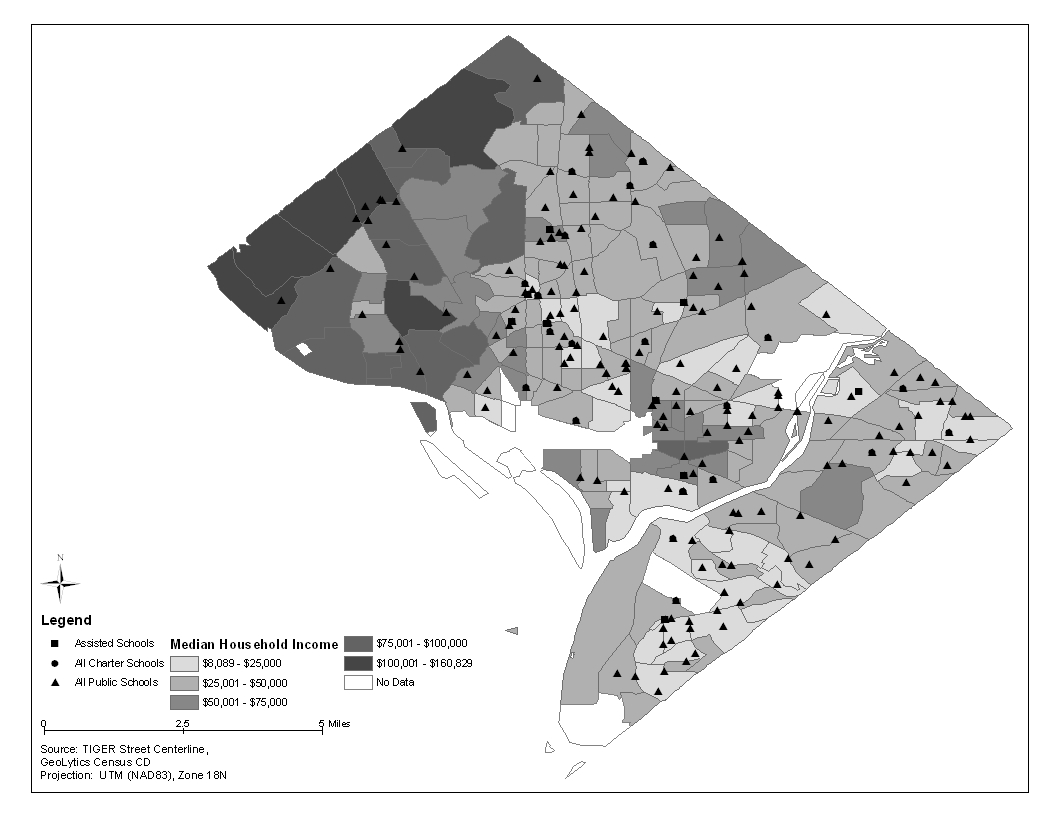 N
Legend
Assisted Schools
All Charter Schools
All Public Schools
Median Household Income
$8,089 - $25,000
$25,001 - $50,000
$50,001 - $75,000
$75,001 - $100,000
$100,001 - $160,829
No Data
0 2.5 5 Miles
Source: TIGER Street Centerline,
GeoLytics Census CD
Projection: UTM (NAD83), Zone 18N